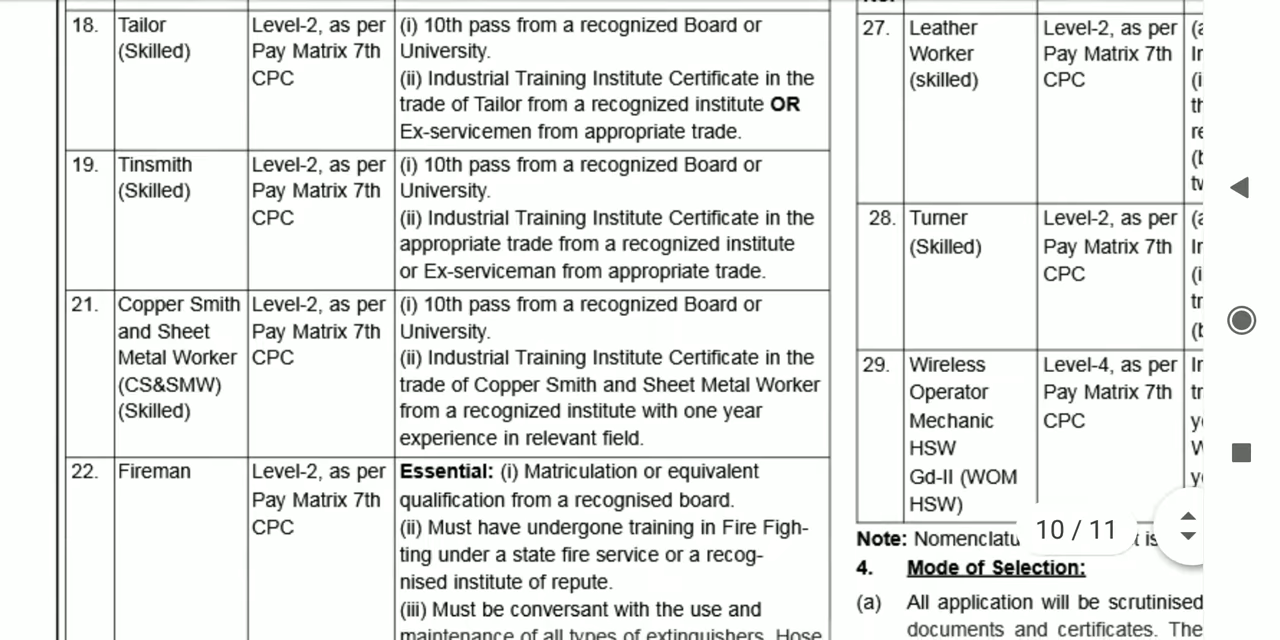 18.
Tailor
(Skilled)
Level-2, as per
Pay Matrix 7th
CPC
(i) 10th pass from a recognized Board or
University.
(ii) Industrial Training Institute Certificate in the
trade of Tailor from a recognized institute OR
Ex-servicemen from appropriate trade.
19.
Tinsmith
(Skilled)
Level-2, as per
Pay Matrix 7th
CPC
(i) 10th pass from a recognized Board or
University.
(ii) Industrial Training Institute Certificate in the
appropriate trade from a recognized institute
or Ex-serviceman from appropriate trade.
21.
Copper Smith
and Sheet
Metal Worker
(CS&SMW)
(Skilled)
Level-2, as per
Pay Matrix 7th
CPC
(i) 10th pass from a recognized Board or
University.
(ii) Industrial Training Institute Certificate in the
trade of Copper Smith and Sheet Metal Worker
from a recognized institute with one year
experience in relevant field.
22.
Fireman
Level-2, as per
Pay Matrix 7th
CPC
Essential: (i) Matriculation or equivalent
qualification from a recognised board.
(ii) Must have undergone training in Fire Figh-
ting under a state fire service or a recog-
nised institute of repute.
(iii) Must be conversant with the use and
maintenance of all types of extinguishers, Hose
27.
Leather
Worker
(skilled)
Level-2, as per
Pay Matrix 7th
CPC
28.
Turner
(Skilled)
Level-2, as per
Pay Matrix 7th
CPC
29.
Wireless
Operator
Mechanic
HSW
Gd-II (WOM
HSW)
Level-4, as per
Pay Matrix 7th
CPC
10 / 11
Note:
4. Mode of Selection:
(a) All application will be scrutinised
documents and certificates. The